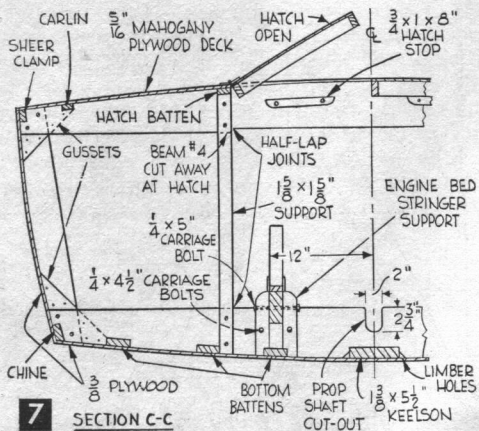 CARLIN
5/16" MAHOGANY
PLYWOOD DECK
HATCH
OPEN
3/4 x 1 x 8"
HATCH
STOP
CL
SHEER
CLAMP
HATCH BATTEN
GUSSETS
BEAM #4
CUT AWAY
AT HATCH
HALF-LAP
JOINTS
1 5/8 x 1 5/8"
SUPPORT
ENGINE BED
STRINGER
SUPPORT
1/4 x 5"
CARRIAGE
BOLT
12"
1/4 x 4 1/2" CARRIAGE
BOLTS
2"
2 3/4"
CHINE
3/8 PLYWOOD
BOTTOM
BATTENS
PROP
SHAFT
CUT-OUT
1 3/8 x 5 1/2"
KEELSON
LIMBER
HOLES
7 SECTION C-C